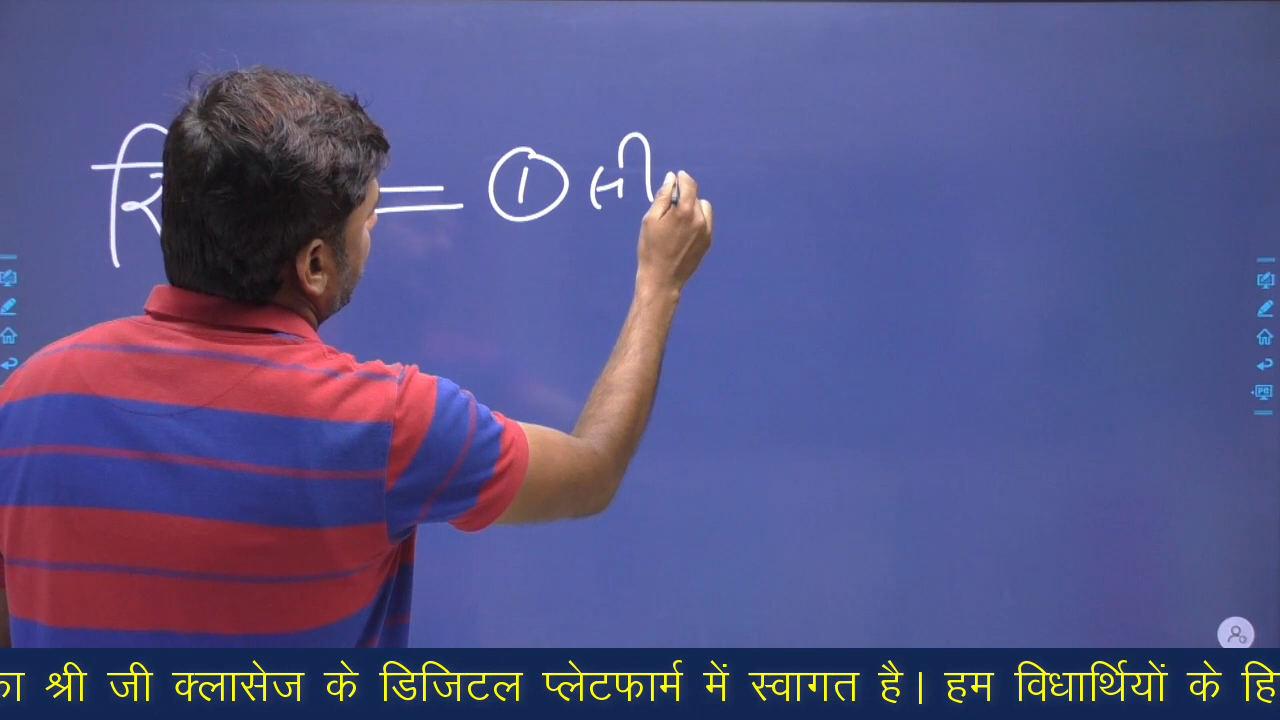 = ①
का श्री जी क्लासेज के डिजिटल प्लेटफार्म में स्वागत है| हम विधार्थियों के हि